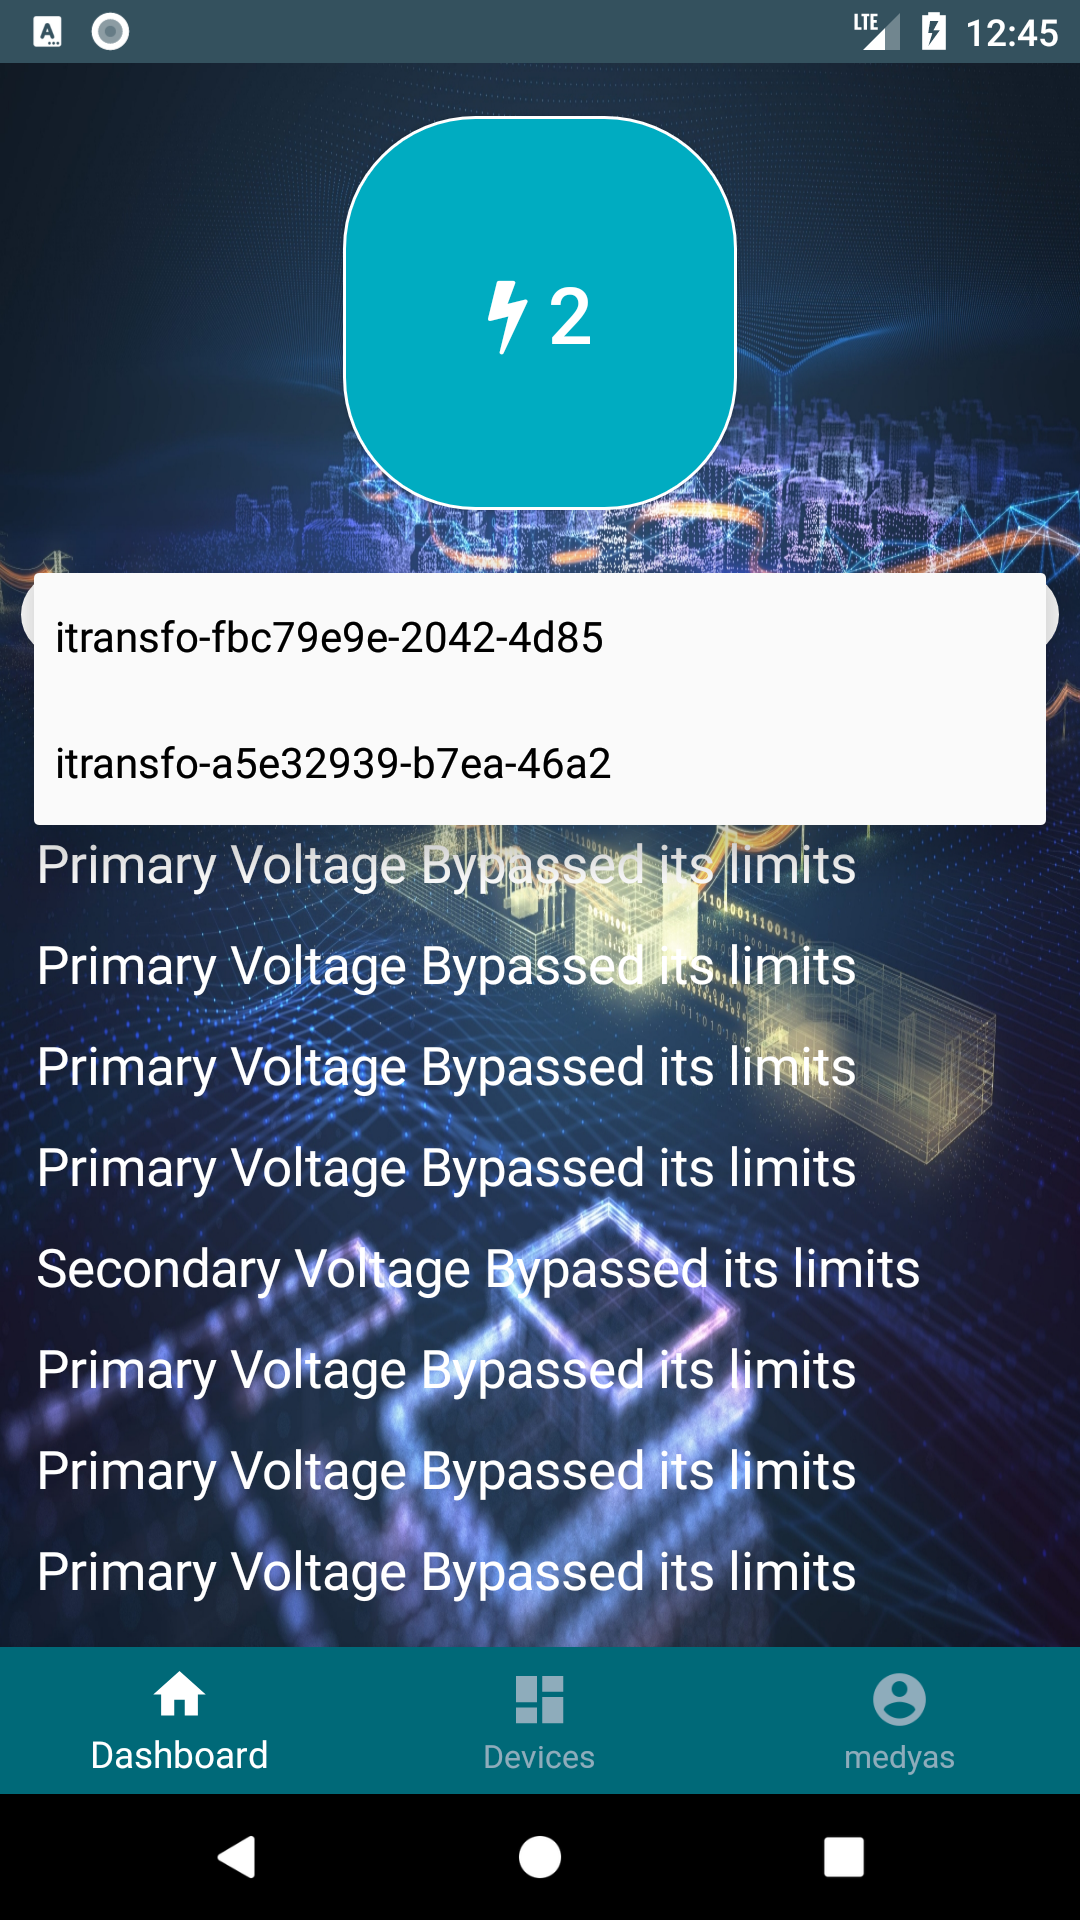 LTE 12:45
2
itransfo-fbc79e9e-2042-4d85
itransfo-a5e32939-b7ea-46a2
Primary Voltage Bypassed its limits
Primary Voltage Bypassed its limits
Primary Voltage Bypassed its limits
Primary Voltage Bypassed its limits
Secondary Voltage Bypassed its limits
Primary Voltage Bypassed its limits
Primary Voltage Bypassed its limits
Primary Voltage Bypassed its limits
Dashboard
Devices
medyas